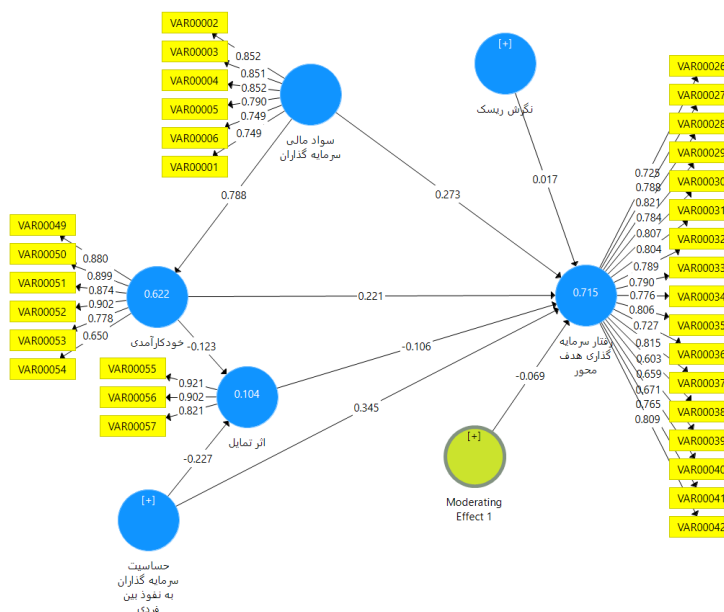 VAR00002
VAR00003
VAR00004
VAR00005
VAR00006
VAR00001
0.852
0.851
0.852
0.790
0.749
0.749
سواد مالی
سرمایه گذاران
[+]
نگرش ریسک
0.788
0.273
0.017
VAR00049
VAR00050
VAR00051
VAR00052
VAR00053
VAR00054
0.880
0.899
0.874
0.902
0.778
0.650
0.622
خودکارآمدی
0.221
-0.123
VAR00055
VAR00056
VAR00057
0.921
0.902
0.821
0.104
اثر تمایل
-0.106
0.345
-0.227
[+]
حساسیت
سرمایه گذاران
به نفوذ بین
فردی
-0.069
[+]
Moderating
Effect 1
0.715
رفتار سرمایه
گذاری هدف
محور
0.725
0.788
0.821
0.784
0.807
0.804
0.789
0.790
0.776
0.806
0.727
0.815
0.603
0.659
0.671
0.765
0.809
VAR00026
VAR00027
VAR00028
VAR00029
VAR00030
VAR00031
VAR00032
VAR00033
VAR00034
VAR00035
VAR00036
VAR00037
VAR00038
VAR00039
VAR00040
VAR00041
VAR00042